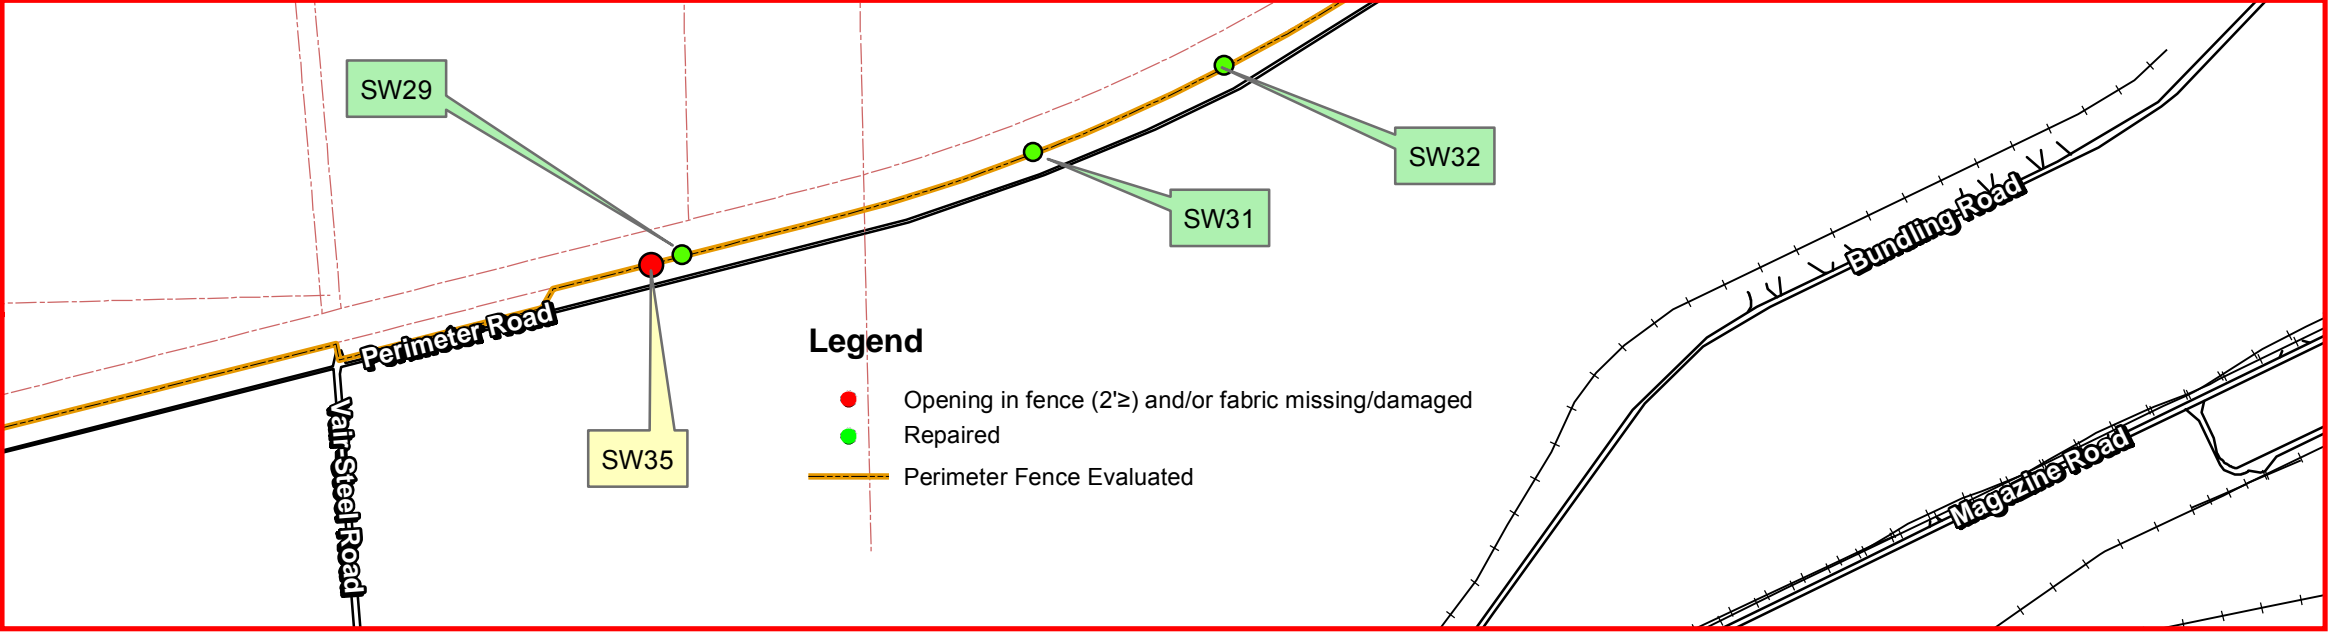 SW29
SW32
SW31
Bundling Road
Perimeter Road
Legend
Opening in fence (2'≥) and/or fabric missing/damaged
Repaired
Perimeter Fence Evaluated
SW35
Yair Steel Road
Magazine Road